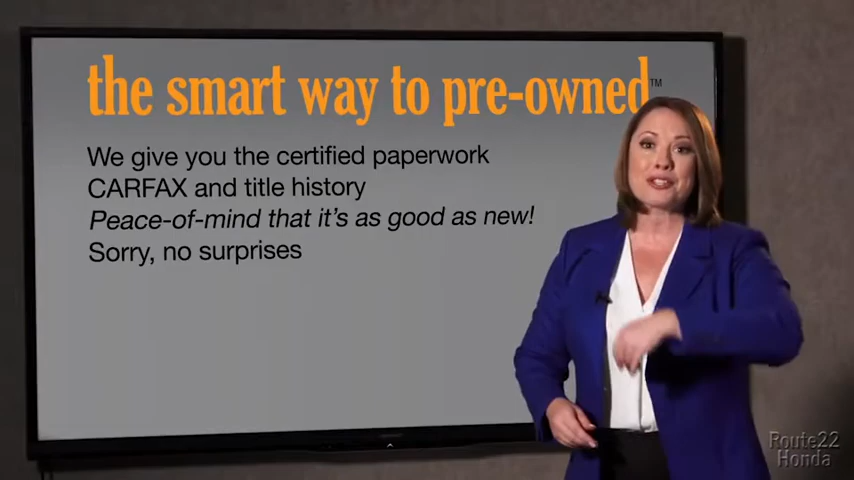 the smart way to pre-owned™
We give you the certified paperwork
CARFAX and title history
Peace-of-mind that it's as good as new!
Sorry, no surprises
Route22
Honda